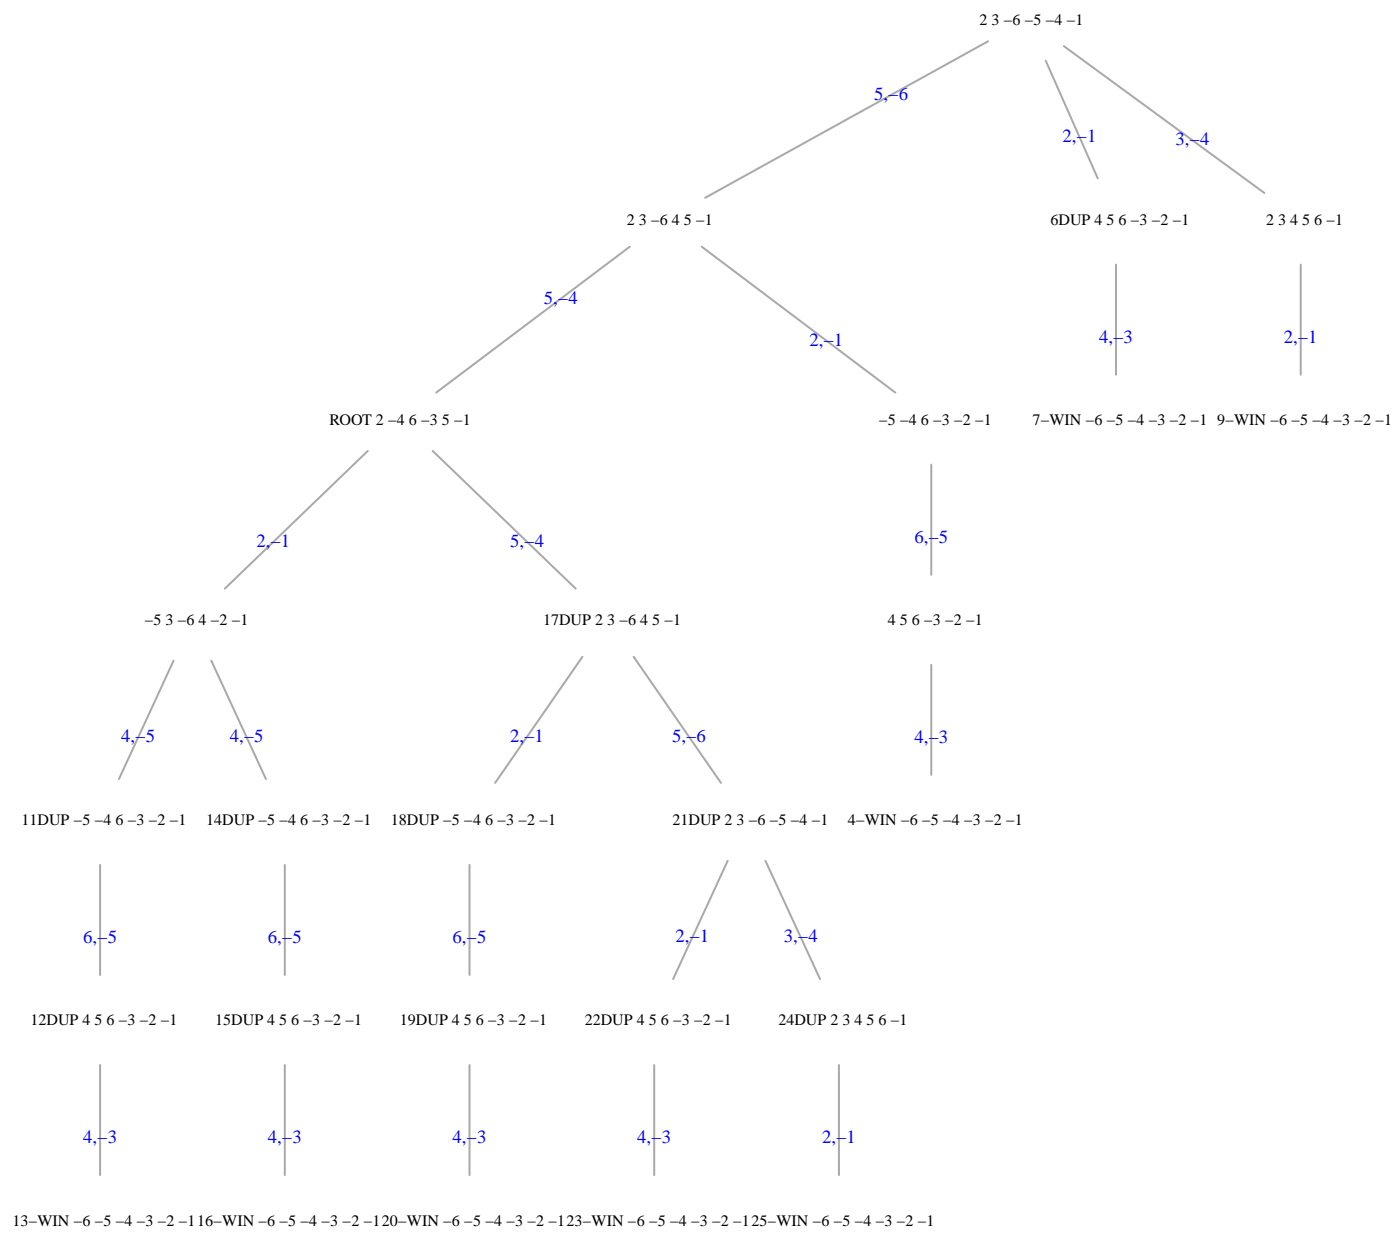 2 3 –6 –5 –4 –1
5,–6
2,–1
3,–4
2 3 –6 4 5 –1
6DUP 4 5 6 –3 –2 –1
2 3 4 5 6 –1
5,–4
2,–1
4,–3
2,–1
ROOT 2 –4 6 –3 5 –1
–5 –4 6 –3 –2 –1
7–WIN –6 –5 –4 –3 –2 –1
9–WIN –6 –5 –4 –3 –2 –1
2,–1
5,–4
6,–5
–5 3 –6 4 –2 –1
17DUP 2 3 –6 4 5 –1
4 5 6 –3 –2 –1
4,–5
4,–5
2,–1
5,–6
4,–3
11DUP –5 –4 6 –3 –2 –1
14DUP –5 –4 6 –3 –2 –1
18DUP –5 –4 6 –3 –2 –1
21DUP 2 3 –6 –5 –4 –1
4–WIN –6 –5 –4 –3 –2 –1
6,–5
6,–5
6,–5
2,–1
3,–4
12DUP 4 5 6 –3 –2 –1
15DUP 4 5 6 –3 –2 –1
19DUP 4 5 6 –3 –2 –1
22DUP 4 5 6 –3 –2 –1
24DUP 2 3 4 5 6 –1
4,–3
4,–3
4,–3
4,–3
2,–1
13–WIN –6 –5 –4 –3 –2 –1
16–WIN –6 –5 –4 –3 –2 –1
20–WIN –6 –5 –4 –3 –2 –1
23–WIN –6 –5 –4 –3 –2 –1
25–WIN –6 –5 –4 –3 –2 –1